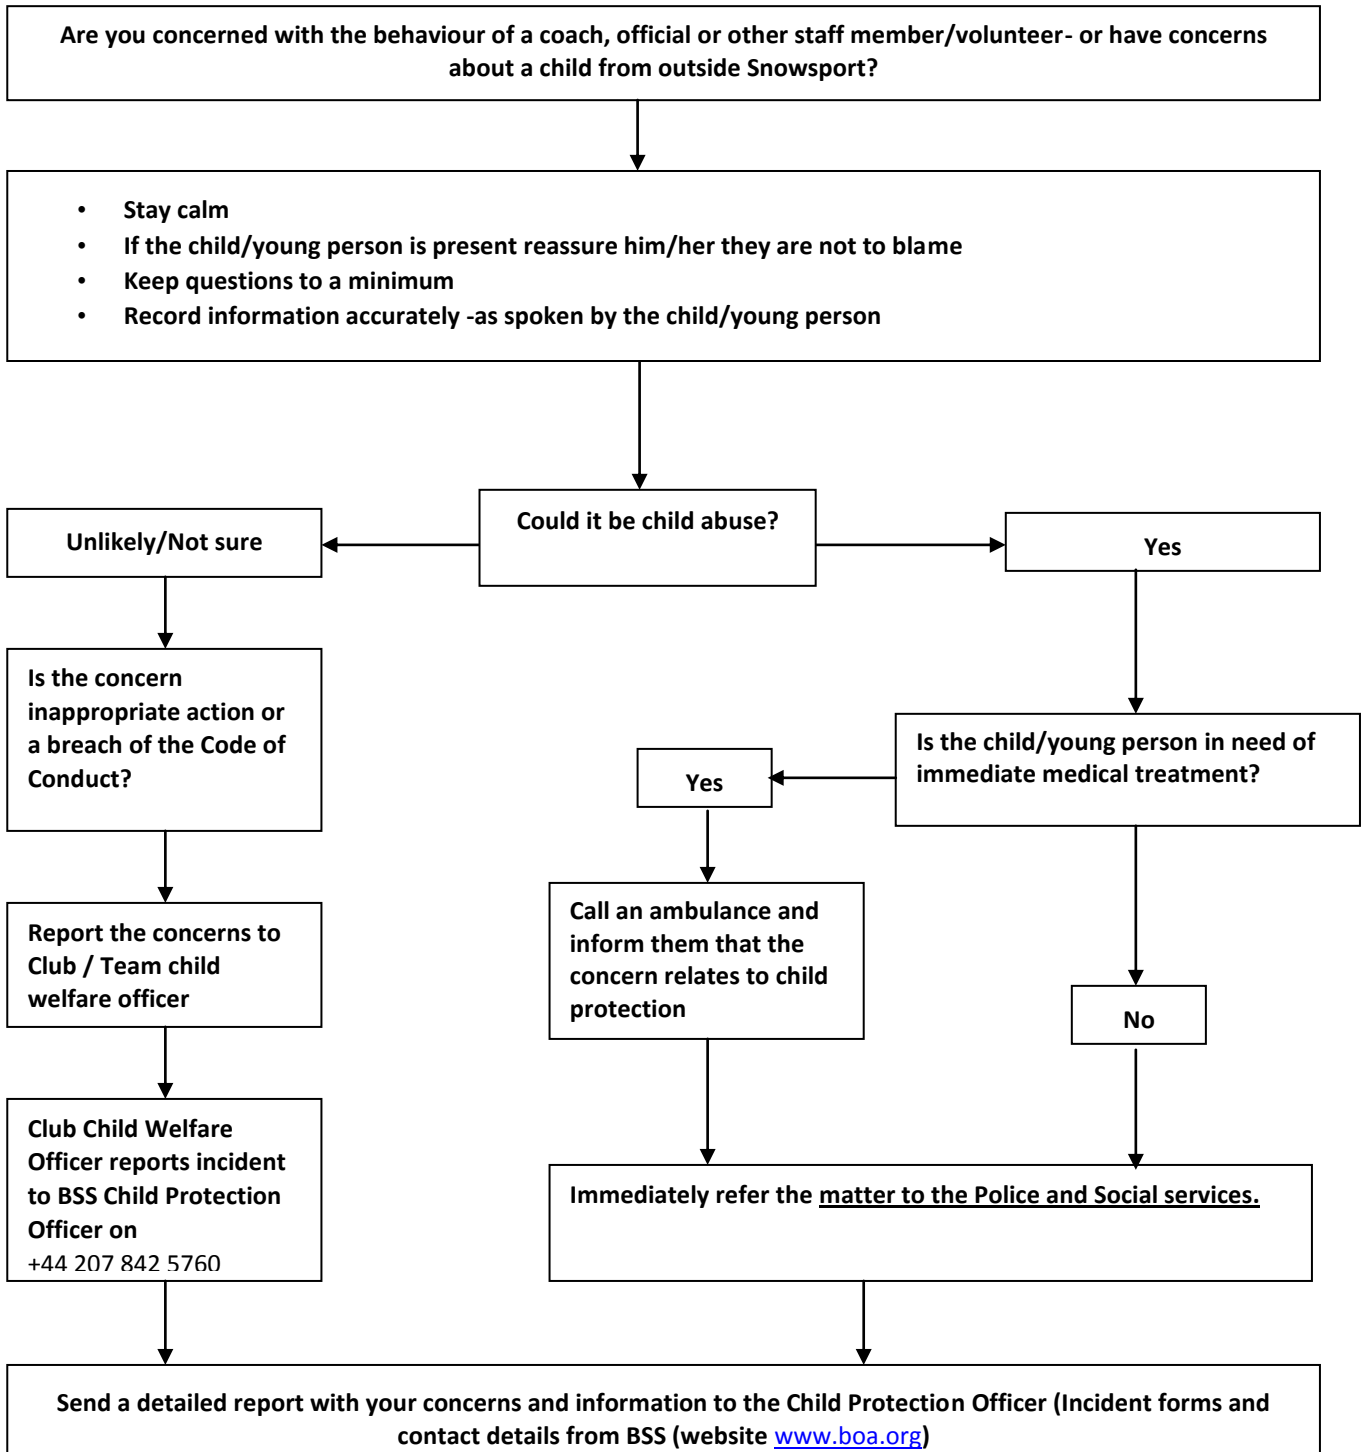 Are you concerned with the behaviour of a coach, official or other staff member/volunteer- or have concerns
about a child from outside Snowsport?
• Stay calm
• If the child/young person is present reassure him/her they are not to blame
• Keep questions to a minimum
• Record information accurately -as spoken by the child/young person
Could it be child abuse?
Unlikely/Not sure
Yes
Is the concern
inappropriate action or
a breach of the Code of
Conduct?
Is the child/young person in need of
immediate medical treatment?
Yes
Call an ambulance and
inform them that the
concern relates to child
protection
Report the concerns to
Club / Team child
welfare officer
No
Club Child Welfare
Officer reports incident
to BSS Child Protection
Officer on
+44 207 842 5760
Immediately refer the matter to the Police and Social services.
Send a detailed report with your concerns and information to the Child Protection Officer (Incident forms and
contact details from BSS (website www.boa.org)